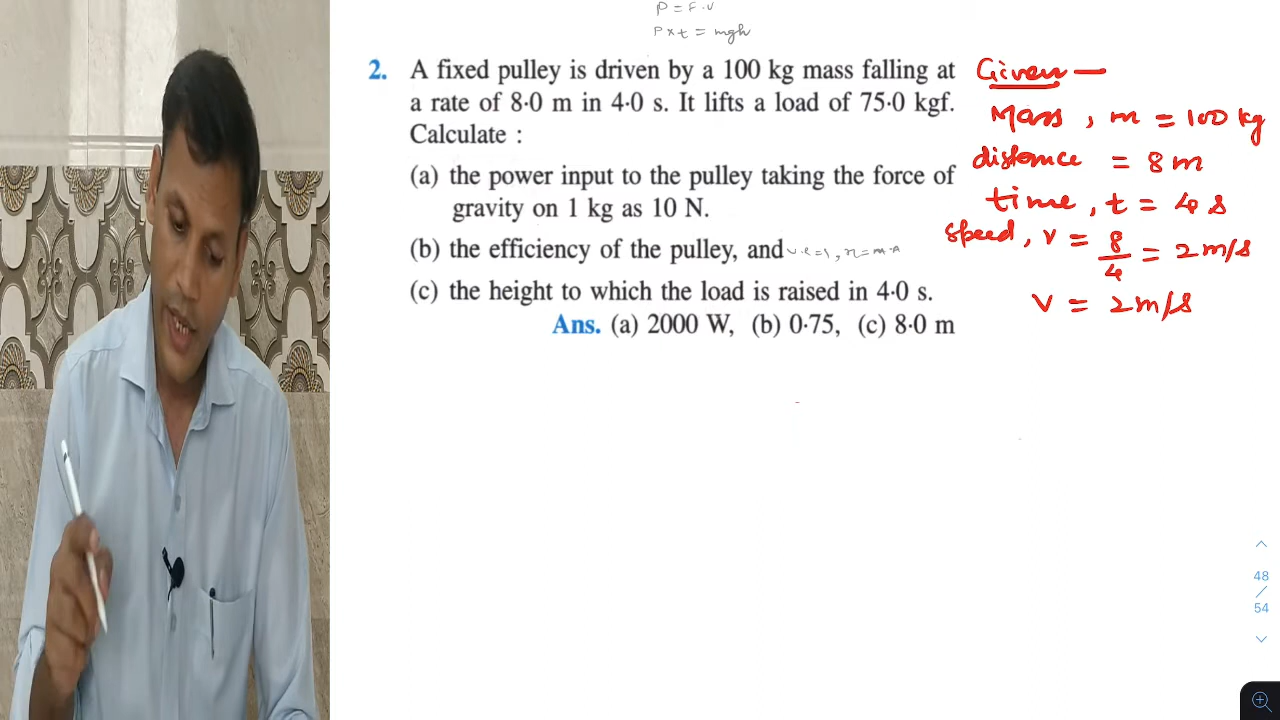 P = F.V
P x t = mgh
2. A fixed pulley is driven by a 100 kg mass falling at
a rate of 8·0 m in 4·0 s. It lifts a load of 75·0 kgf.
Calculate :
(a) the power input to the pulley taking the force of
gravity on 1 kg as 10 N.
(b) the efficiency of the pulley, and V.R=1, η=M.A
(c) the height to which the load is raised in 4·0 s.
Ans. (a) 2000 W, (b) 0·75, (c) 8·0 m
Given —
Mass, m = 100 kg
distance = 8 m
time, t = 4 s
speed, v = 8/4 = 2 m/s
v = 2 m/s
48
/
54